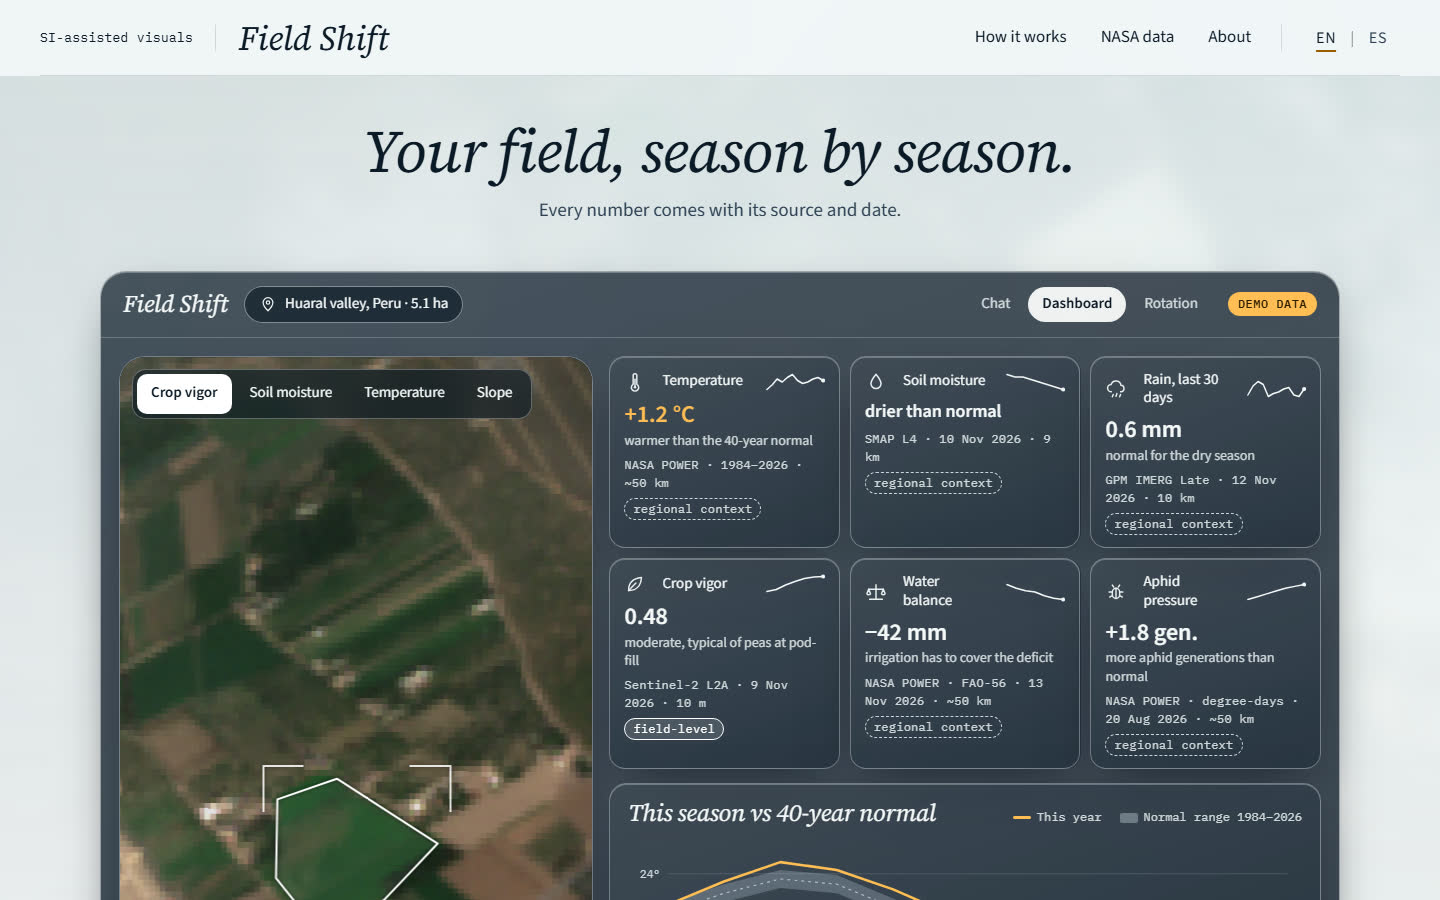 SI-assisted visuals
Field Shift
How it works
NASA data
About
EN | ES
Your field, season by season.
Every number comes with its source and date.
Field Shift
Huaral valley, Peru · 5.1 ha
Chat
Dashboard
Rotation
DEMO DATA
Crop vigor
Soil moisture
Temperature
Slope
Temperature
+1.2 °C
warmer than the 40-year normal
NASA POWER · 1984–2026 ·
~50 km
regional context
Soil moisture
drier than normal
SMAP L4 · 10 Nov 2026 · 9
km
regional context
Rain, last 30
days
0.6 mm
normal for the dry season
GPM IMERG Late · 12 Nov
2026 · 10 km
regional context
Crop vigor
0.48
moderate, typical of peas at pod-
fill
Sentinel-2 L2A · 9 Nov
2026 · 10 m
field-level
Water
balance
−42 mm
irrigation has to cover the deficit
NASA POWER · FAO-56 · 13
Nov 2026 · ~50 km
regional context
Aphid
pressure
+1.8 gen.
more aphid generations than
normal
NASA POWER · degree-days ·
20 Aug 2026 · ~50 km
regional context
This season vs 40-year normal
This year
Normal range 1984–2026
24°